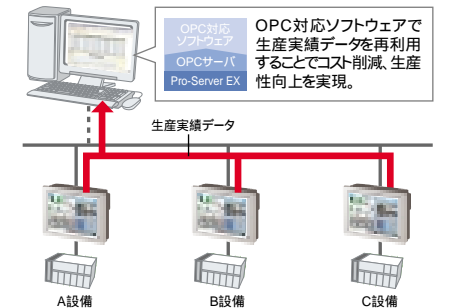 OPC対応
ソフトウェア
OPCサーバ
Pro-Server EX
OPC対応ソフトウェアで
生産実績データを再利用
することでコスト削減、生産
性向上を実現。
生産実績データ
A設備
B設備
C設備